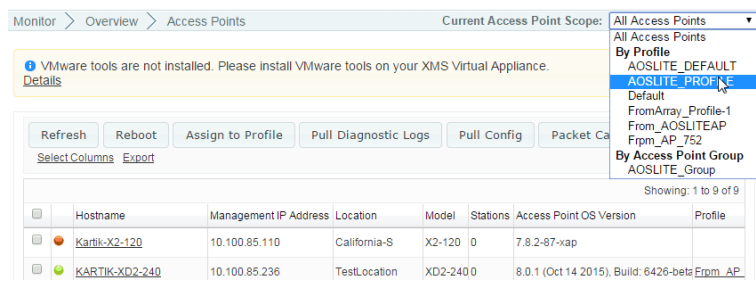 Monitor > Overview > Access Points Current Access Point Scope: All Access Points
All Access Points
By Profile
AOSLITE_DEFAULT
AOSLITE_PROFILE
Default
FromArray_Profile-1
From_AOSLITEAP
Frpm_AP_752
By Access Point Group
AOSLITE_Group
VMware tools are not installed. Please install VMware tools on your XMS Virtual Appliance.
Details
Refresh Reboot Assign to Profile Pull Diagnostic Logs Pull Config Packet Ca
Select Columns Export
Showing: 1 to 9 of 9
Hostname Management IP Address Location Model Stations Access Point OS Version Profile
Kartik-X2-120 10.100.85.110 California-S X2-120 0 7.8.2-87-xap
KARTIK-XD2-240 10.100.85.236 TestLocation XD2-240 0 8.0.1 (Oct 14 2015), Build: 6426-beta Frpm_AP_